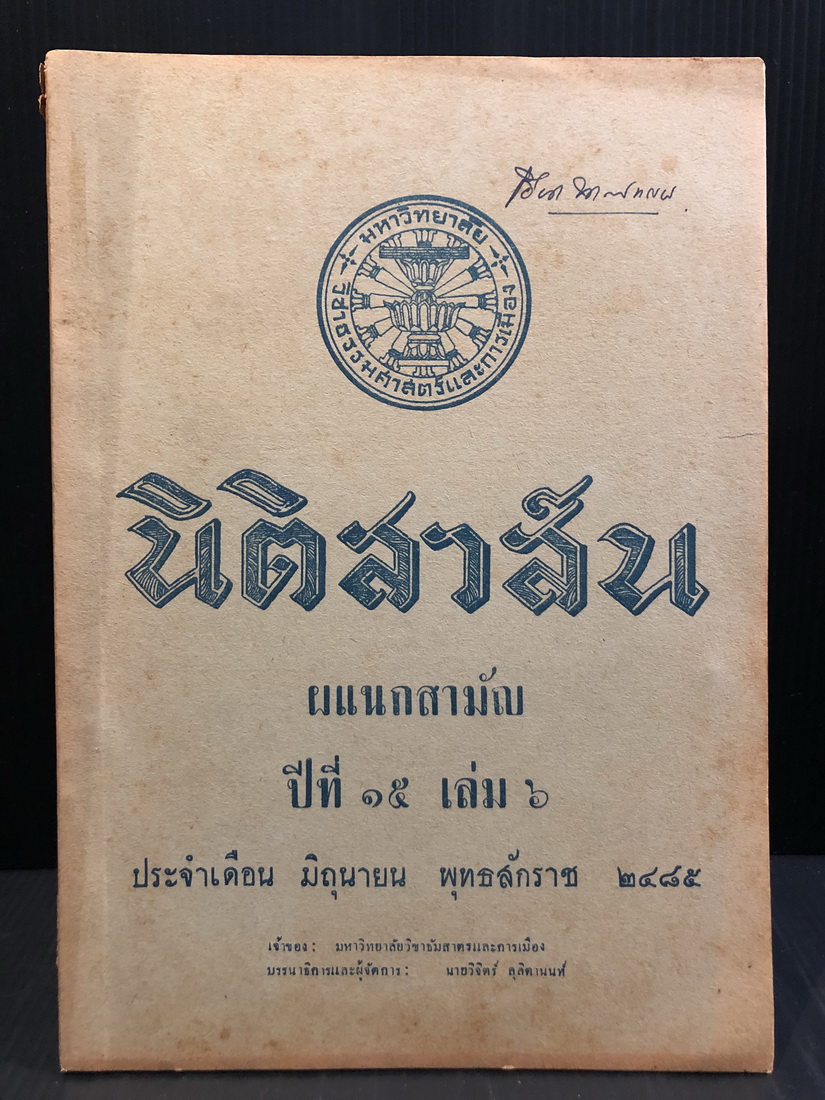 มหาวิทยาลัย
วิชาธรรมศาสตร์และการเมือง
นิติสาส์น
ผแนกสามัญ
ปีที่ ๑๕ เล่ม ๖
ประจำเดือน มิถุนายน พุทธสักราช ๒๔๘๕
เจ้าของ : มหาวิทยาลัยวิชาธัมสาตรและการเมือง
บรรนาธิการและผู้จัดการ : นายวิจิตร์ ลุลิตานนท์